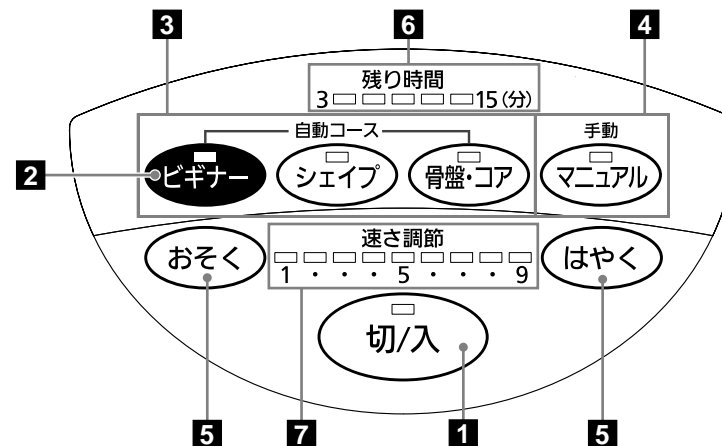 3 6 4
残り時間
3 15(分)
自動コース 手動
2 ビギナー シェイプ 骨盤・コア マニュアル
おそく 速さ調節 はやく
1・・・5・・・9
切/入
5 7 1 5